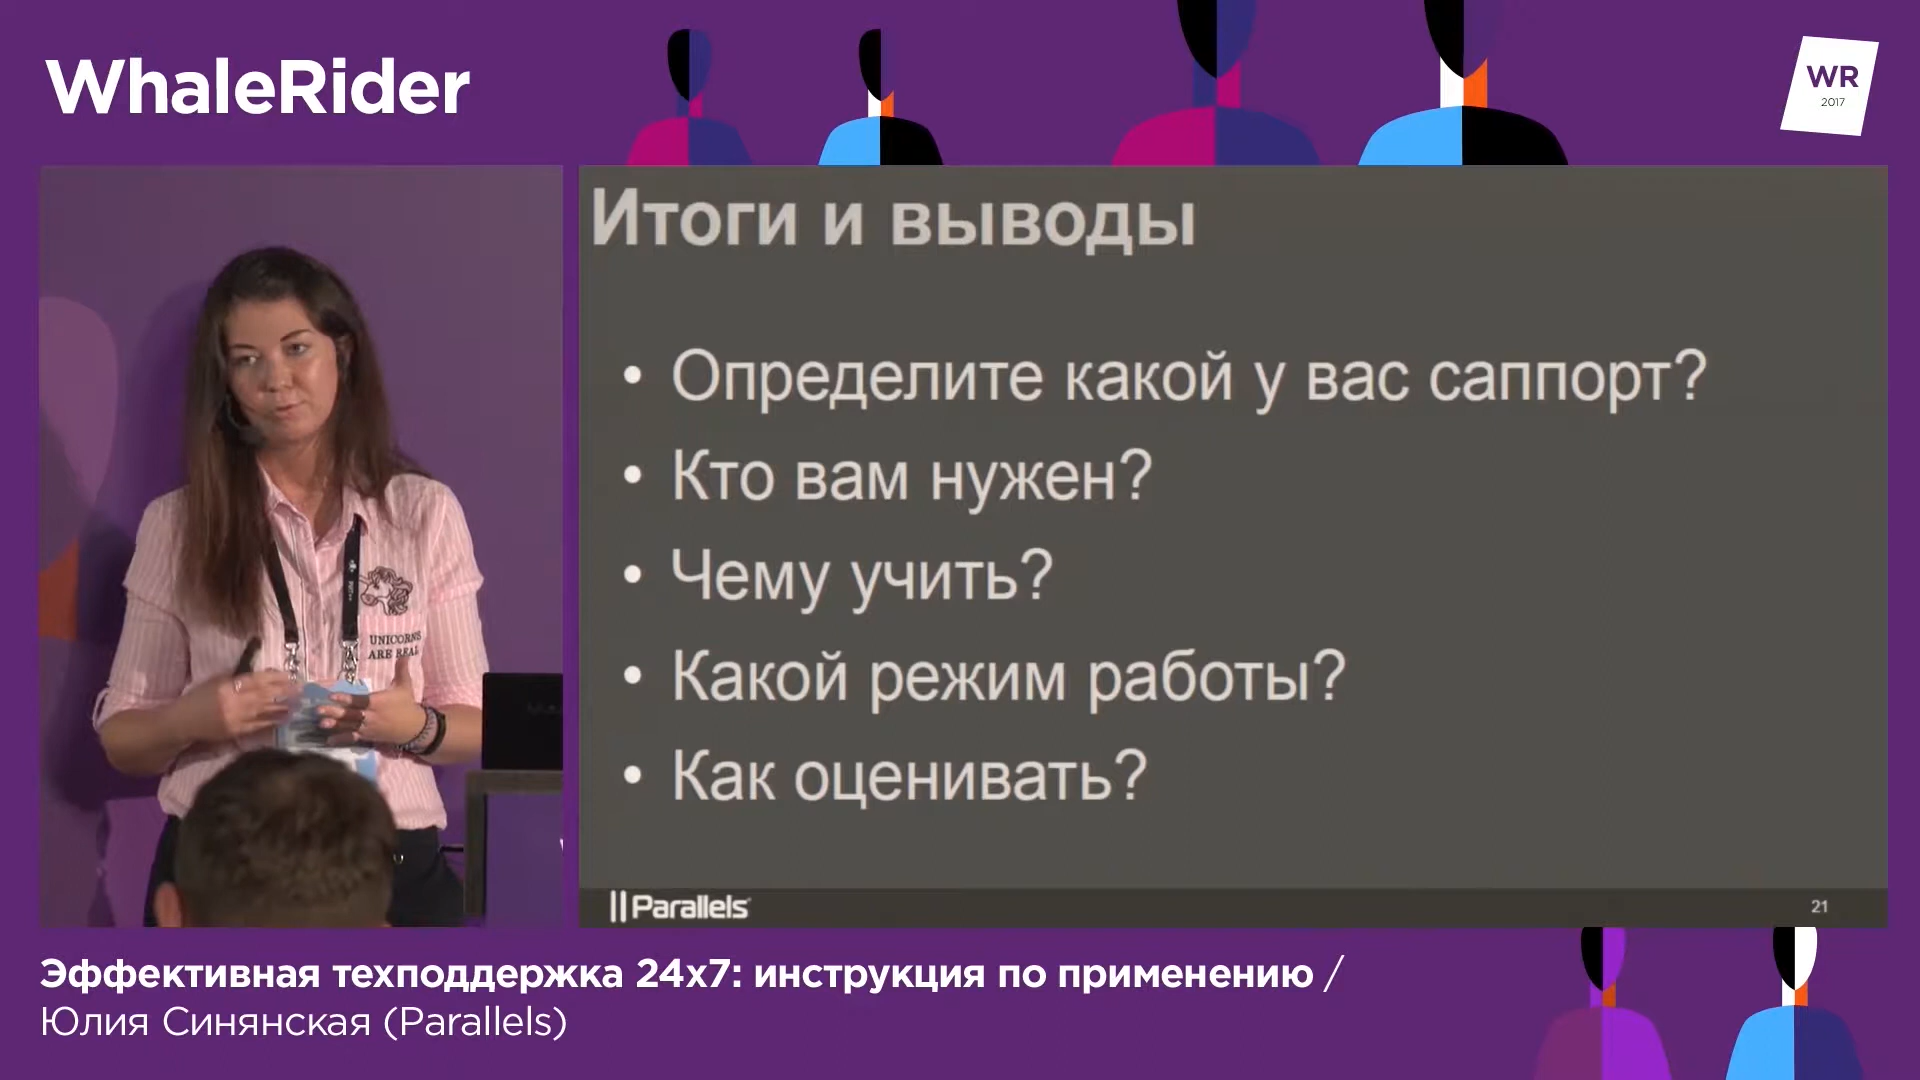 WhaleRider
WR
2017
Итоги и выводы
• Определите какой у вас саппорт?
• Кто вам нужен?
• Чему учить?
• Какой режим работы?
• Как оценивать?
Parallels
21
UNICORNS
ARE REAL
Эффективная техподдержка 24x7: инструкция по применению /
Юлия Синянская (Parallels)